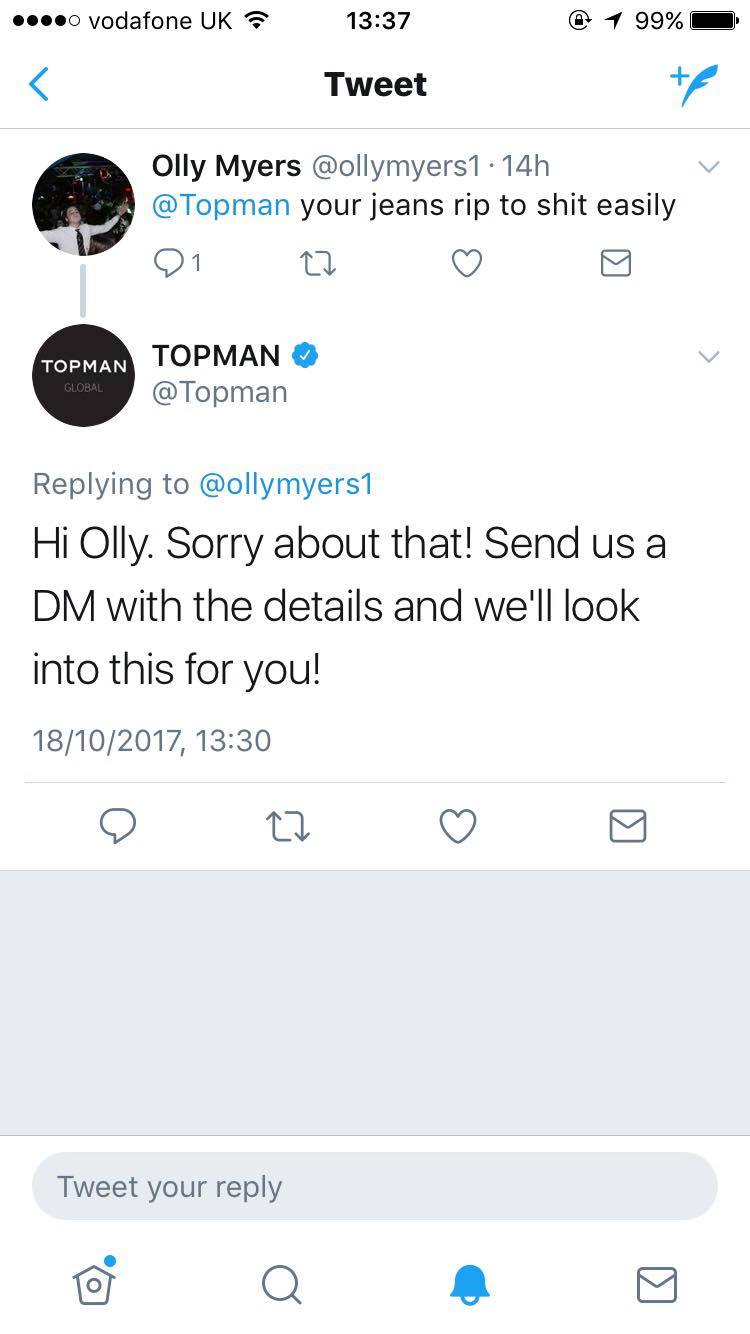 vodafone UK 13:37 99%
Tweet
Olly Myers @ollymyers1 · 14h
@Topman your jeans rip to shit easily
1
TOPMAN
GLOBAL
TOPMAN
@Topman
Replying to @ollymyers1
Hi Olly. Sorry about that! Send us a
DM with the details and we'll look
into this for you!
18/10/2017, 13:30
Tweet your reply